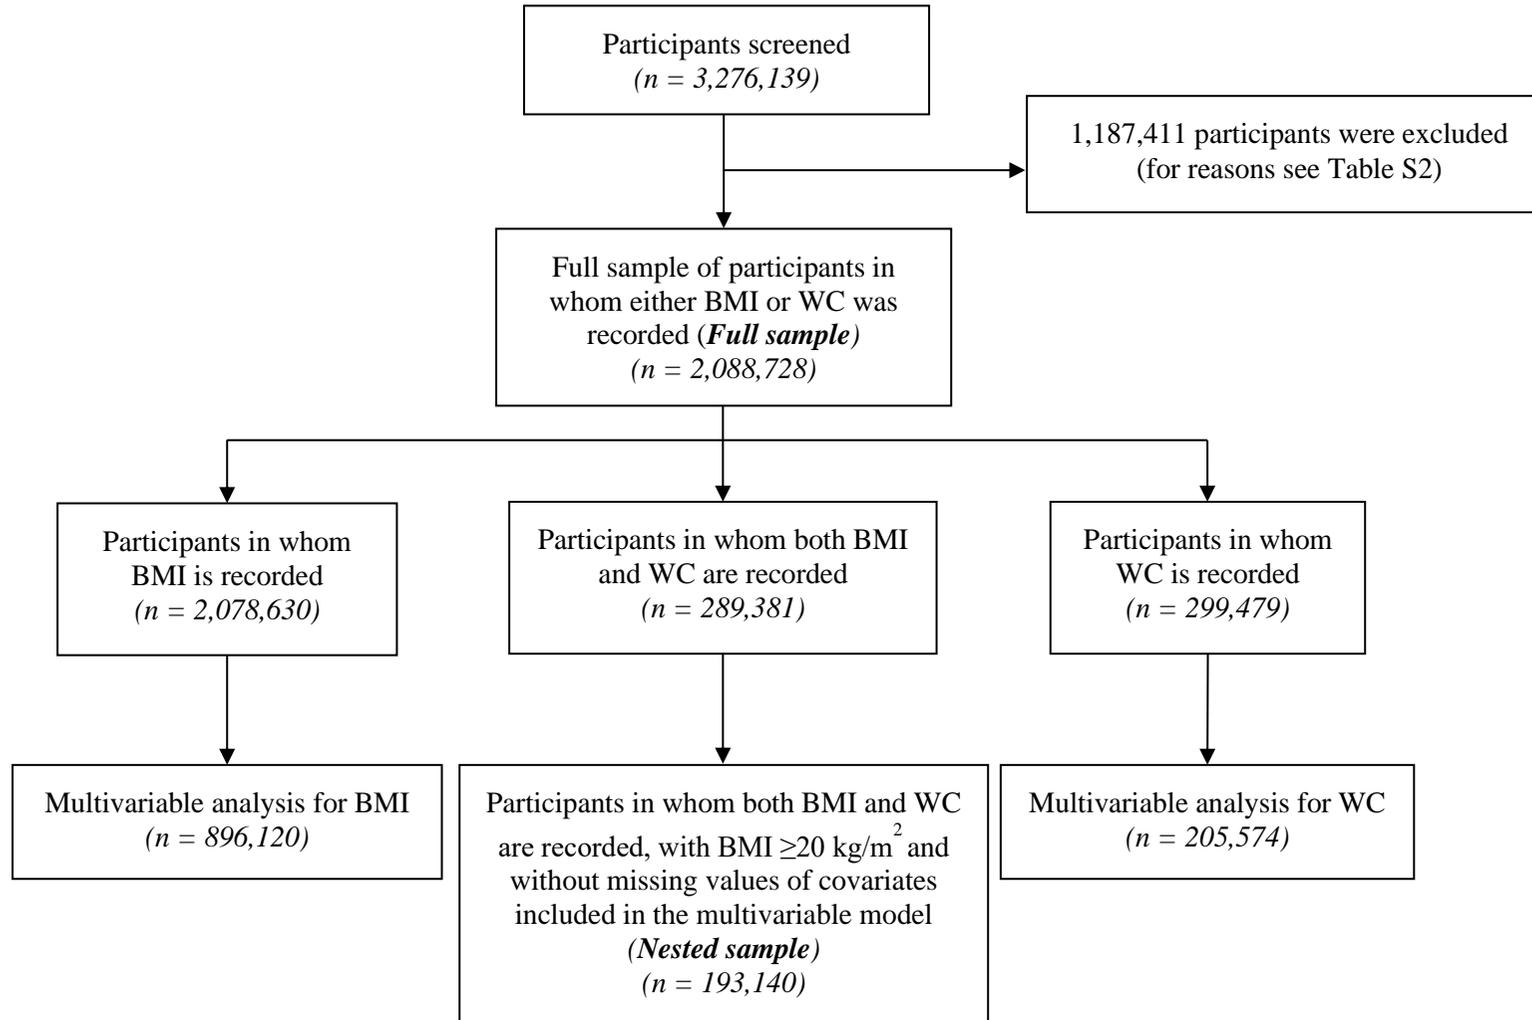 Participants screened
(n = 3,276,139)
1,187,411 participants were excluded
(for reasons see Table S2)
Full sample of participants in
whom either BMI or WC was
recorded (Full sample)
(n = 2,088,728)
Participants in whom
BMI is recorded
(n = 2,078,630)
Participants in whom both BMI
and WC are recorded
(n = 289,381)
Participants in whom
WC is recorded
(n = 299,479)
Multivariable analysis for BMI
(n = 896,120)
Participants in whom both BMI and WC
are recorded, with BMI ≥20 kg/m² and
without missing values of covariates
included in the multivariable model
(Nested sample)
(n = 193,140)
Multivariable analysis for WC
(n = 205,574)